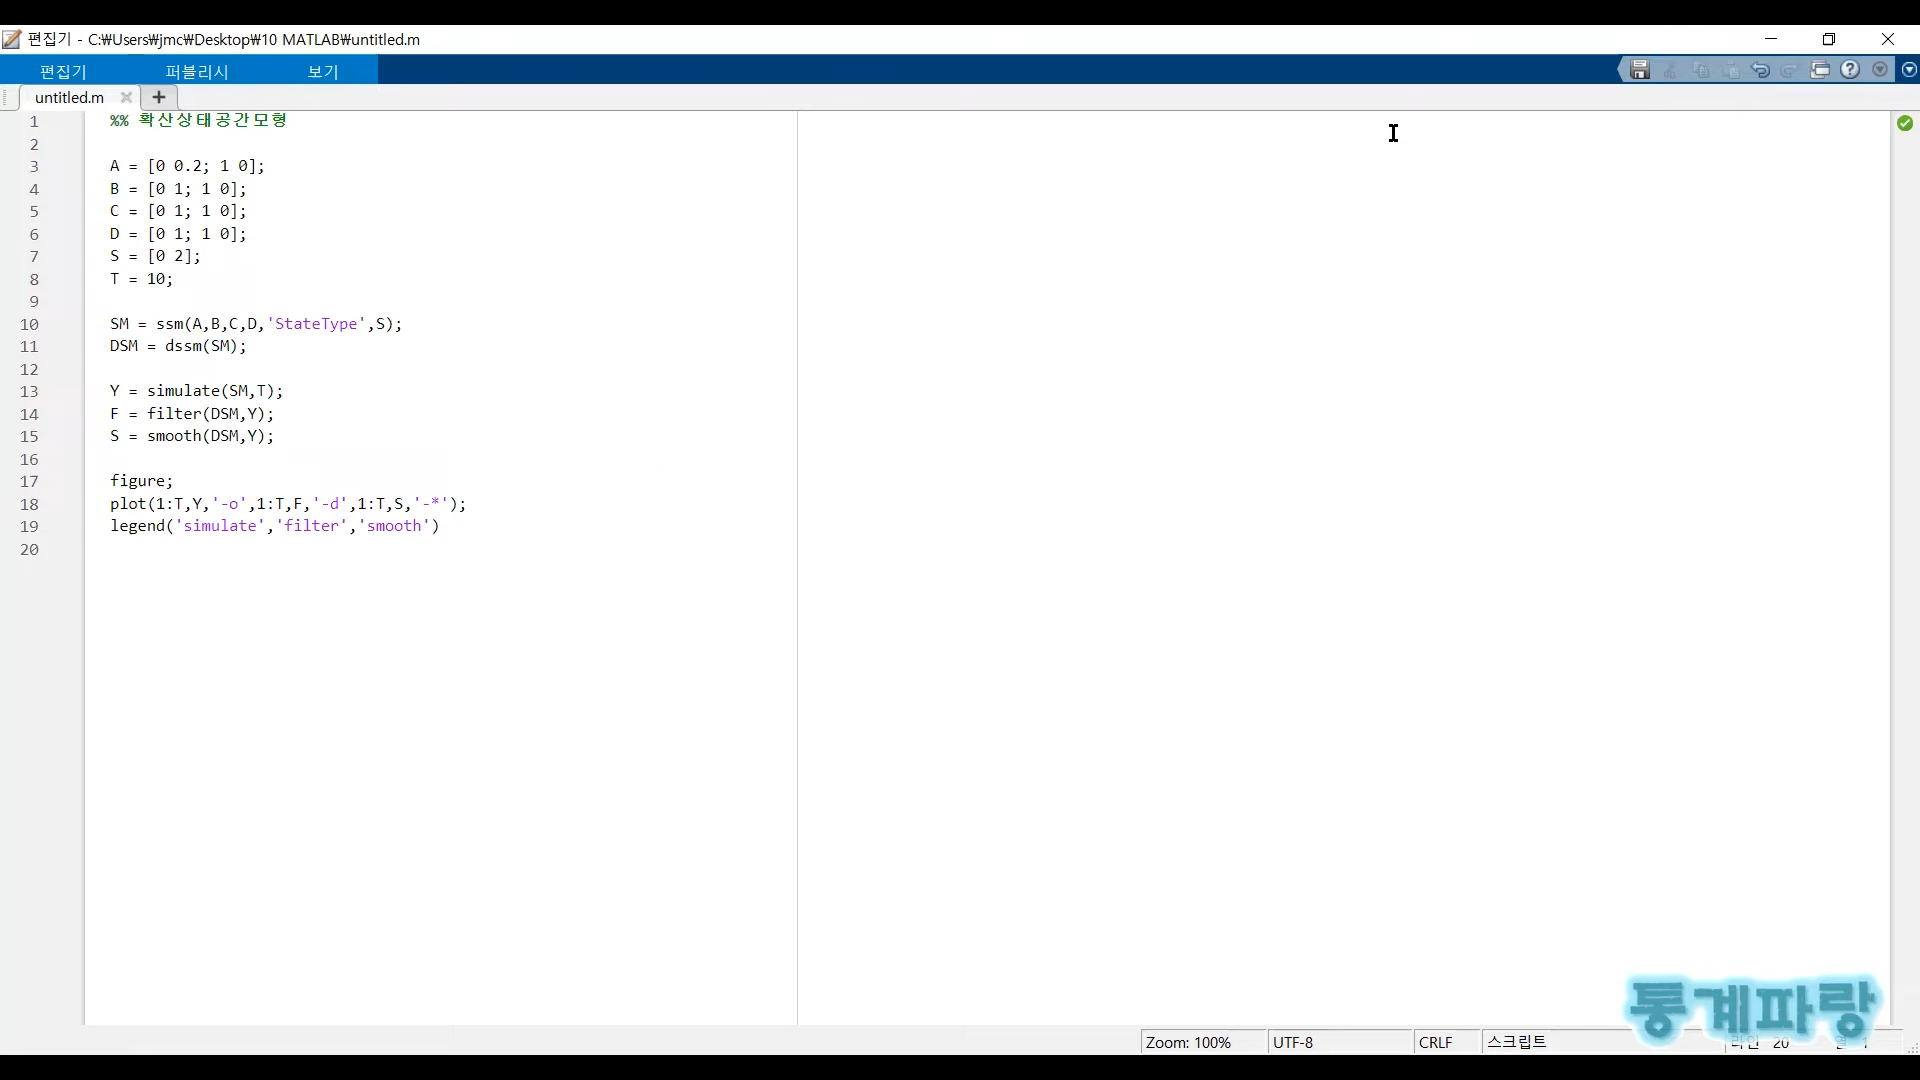 편집기 - C:₩Users₩jmc₩Desktop₩10 MATLAB₩untitled.m
편집기 퍼블리시 보기
untitled.m
1 %% 확산상태공간모형
2
3 A = [0 0.2; 1 0];
4 B = [0 1; 1 0];
5 C = [0 1; 1 0];
6 D = [0 1; 1 0];
7 S = [0 2];
8 T = 10;
9
10 SM = ssm(A,B,C,D,'StateType',S);
11 DSM = dssm(SM);
12
13 Y = simulate(SM,T);
14 F = filter(DSM,Y);
15 S = smooth(DSM,Y);
16
17 figure;
18 plot(1:T,Y,'-o',1:T,F,'-d',1:T,S,'-*');
19 legend('simulate','filter','smooth')
20
통계파랑
Zoom: 100% UTF-8 CRLF 스크립트 라인 20 열 1